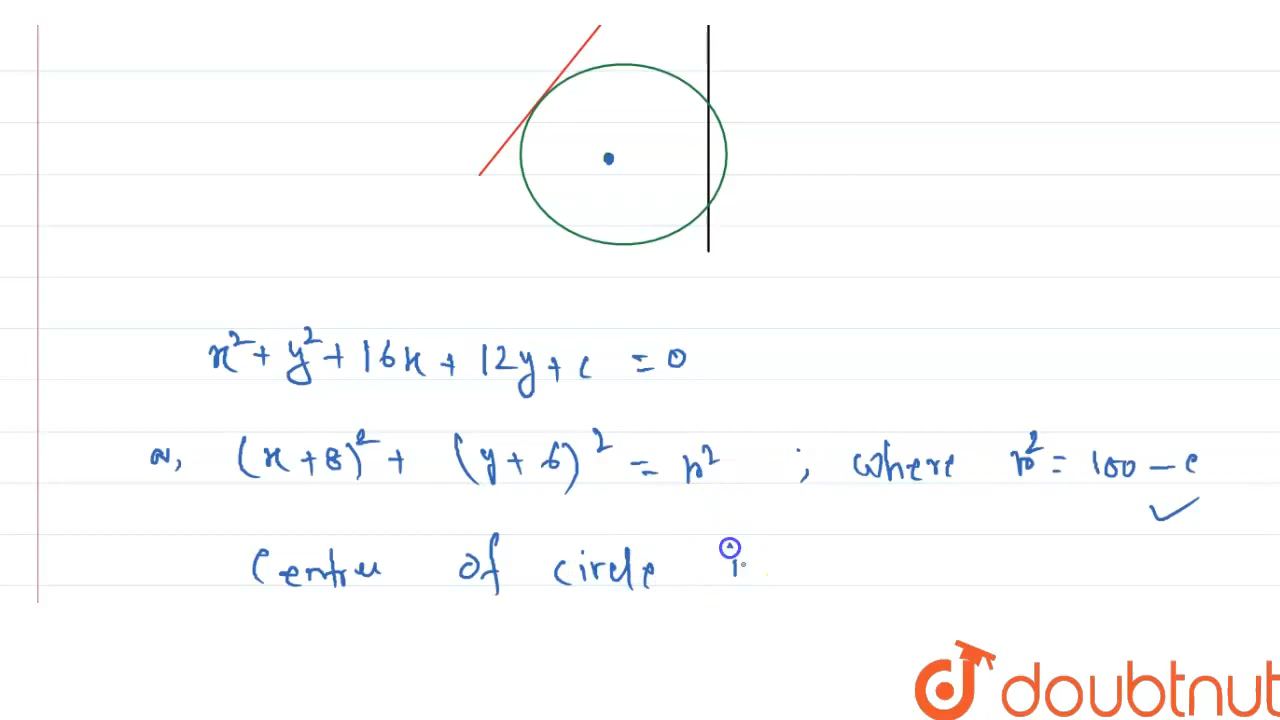 x² + y² + 16x + 12y + c = 0
or, (x + 8)² + (y + 6)² = r² ; where r² = 100 - c
Centre of circle i
doubtnut